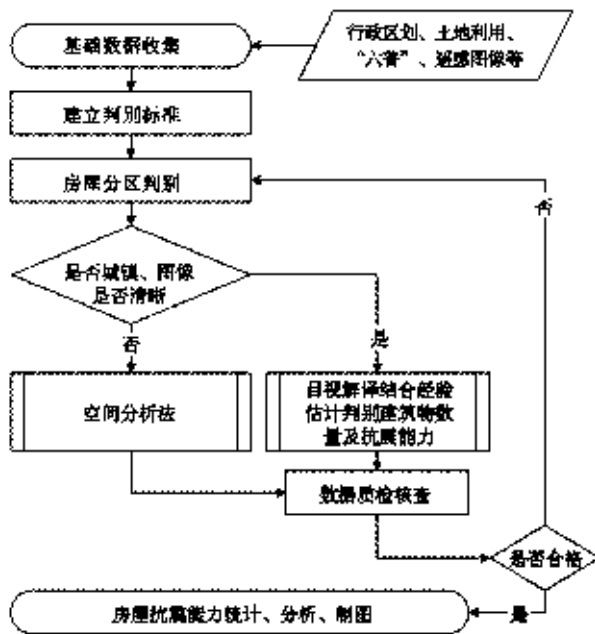 基础数据收集
行政区划、土地利用、
“六普”、遥感图像等
建立判别标准
房屋分区判别
否
是否城镇、图像
是否清晰
否
是
空间分析法
目视解译结合经验
估计判别建筑物数
量及抗震能力
数据质检核查
是否合格
房屋抗震能力统计、分析、制图
是